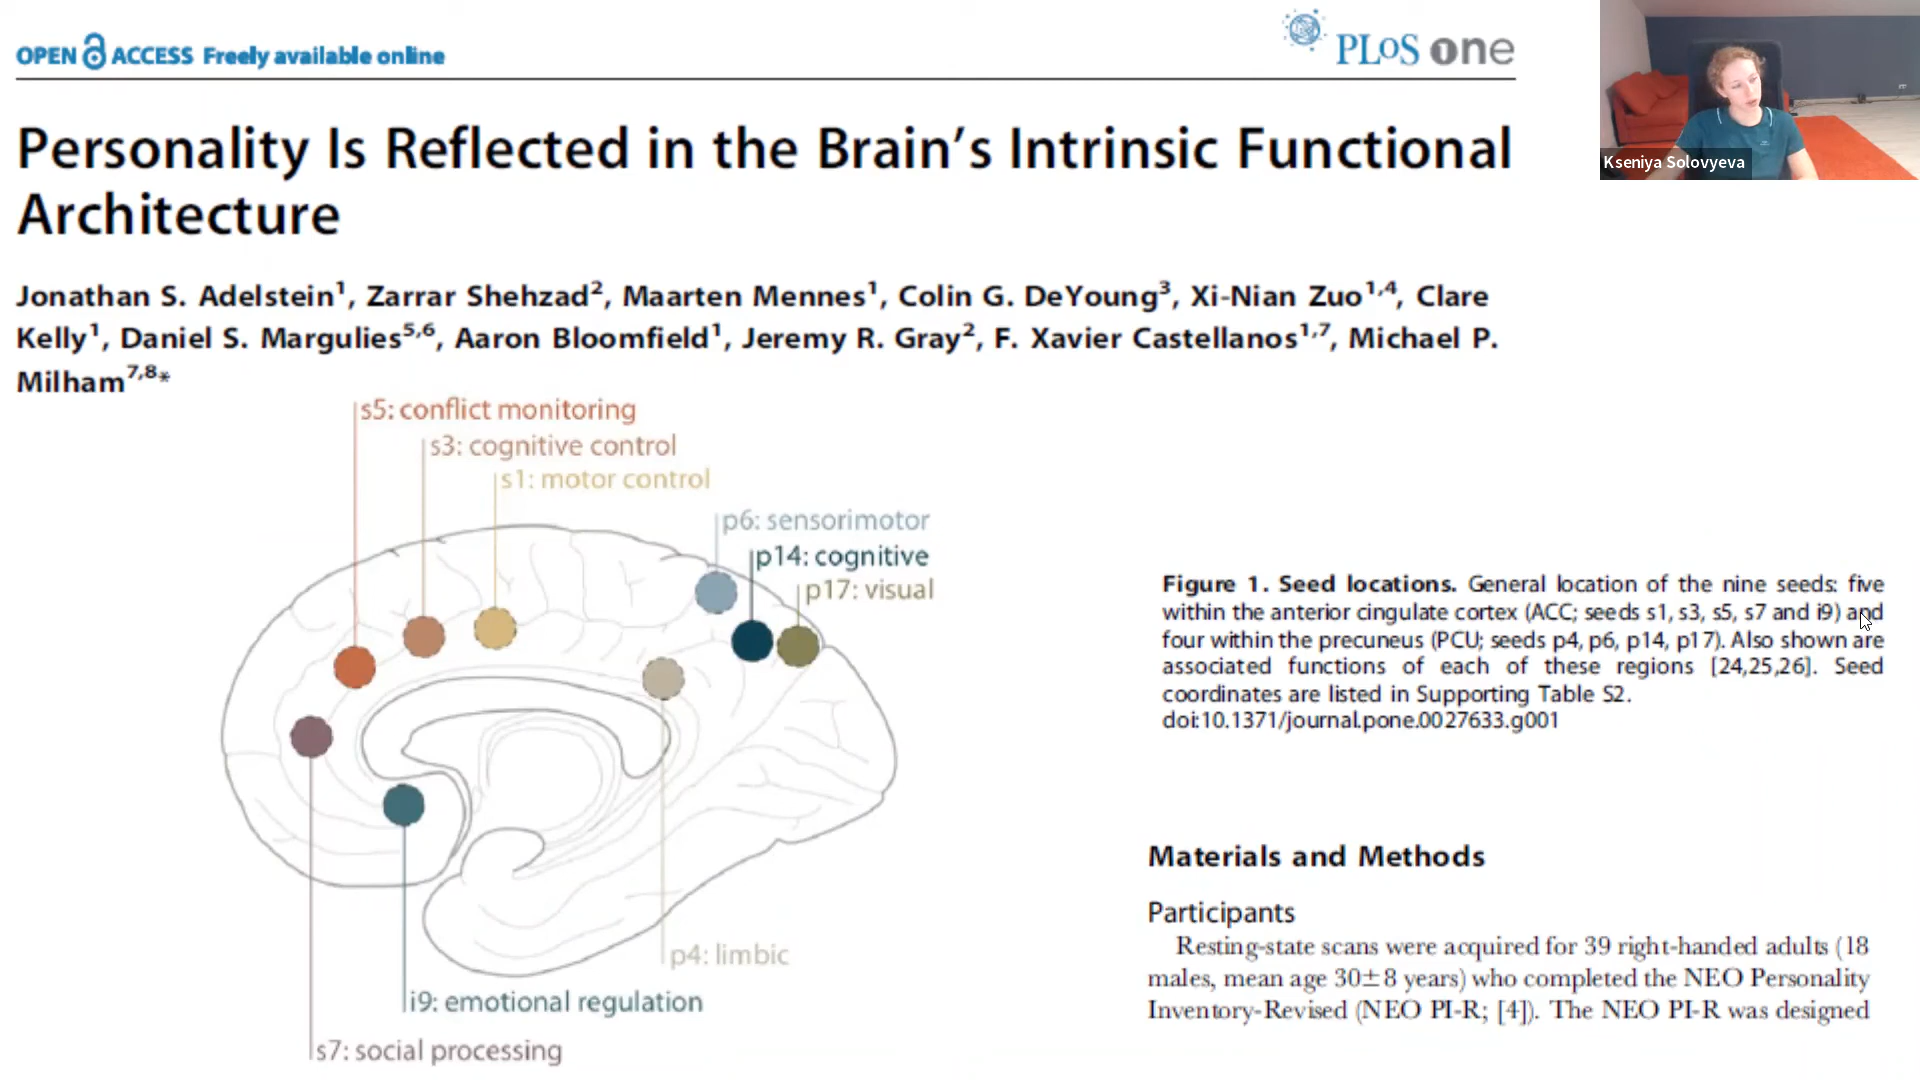 OPEN ACCESS Freely available online
PLoS one
Personality Is Reflected in the Brain's Intrinsic Functional
Architecture
Jonathan S. Adelstein1, Zarrar Shehzad2, Maarten Mennes1, Colin G. DeYoung3, Xi-Nian Zuo1,4, Clare
Kelly1, Daniel S. Margulies5,6, Aaron Bloomfield1, Jeremy R. Gray2, F. Xavier Castellanos1,7, Michael P.
Milham7,8*
Kseniya Solovyeva
s5: conflict monitoring
s3: cognitive control
s1: motor control
p6: sensorimotor
p14: cognitive
p17: visual
p4: limbic
i9: emotional regulation
s7: social processing
Figure 1. Seed locations. General location of the nine seeds: five
within the anterior cingulate cortex (ACC; seeds s1, s3, s5, s7 and i9) and
four within the precuneus (PCU; seeds p4, p6, p14, p17). Also shown are
associated functions of each of these regions [24,25,26]. Seed
coordinates are listed in Supporting Table S2.
doi:10.1371/journal.pone.0027633.g001
Materials and Methods
Participants
Resting-state scans were acquired for 39 right-handed adults (18
males, mean age 30±8 years) who completed the NEO Personality
Inventory-Revised (NEO PI-R; [4]). The NEO PI-R was designed